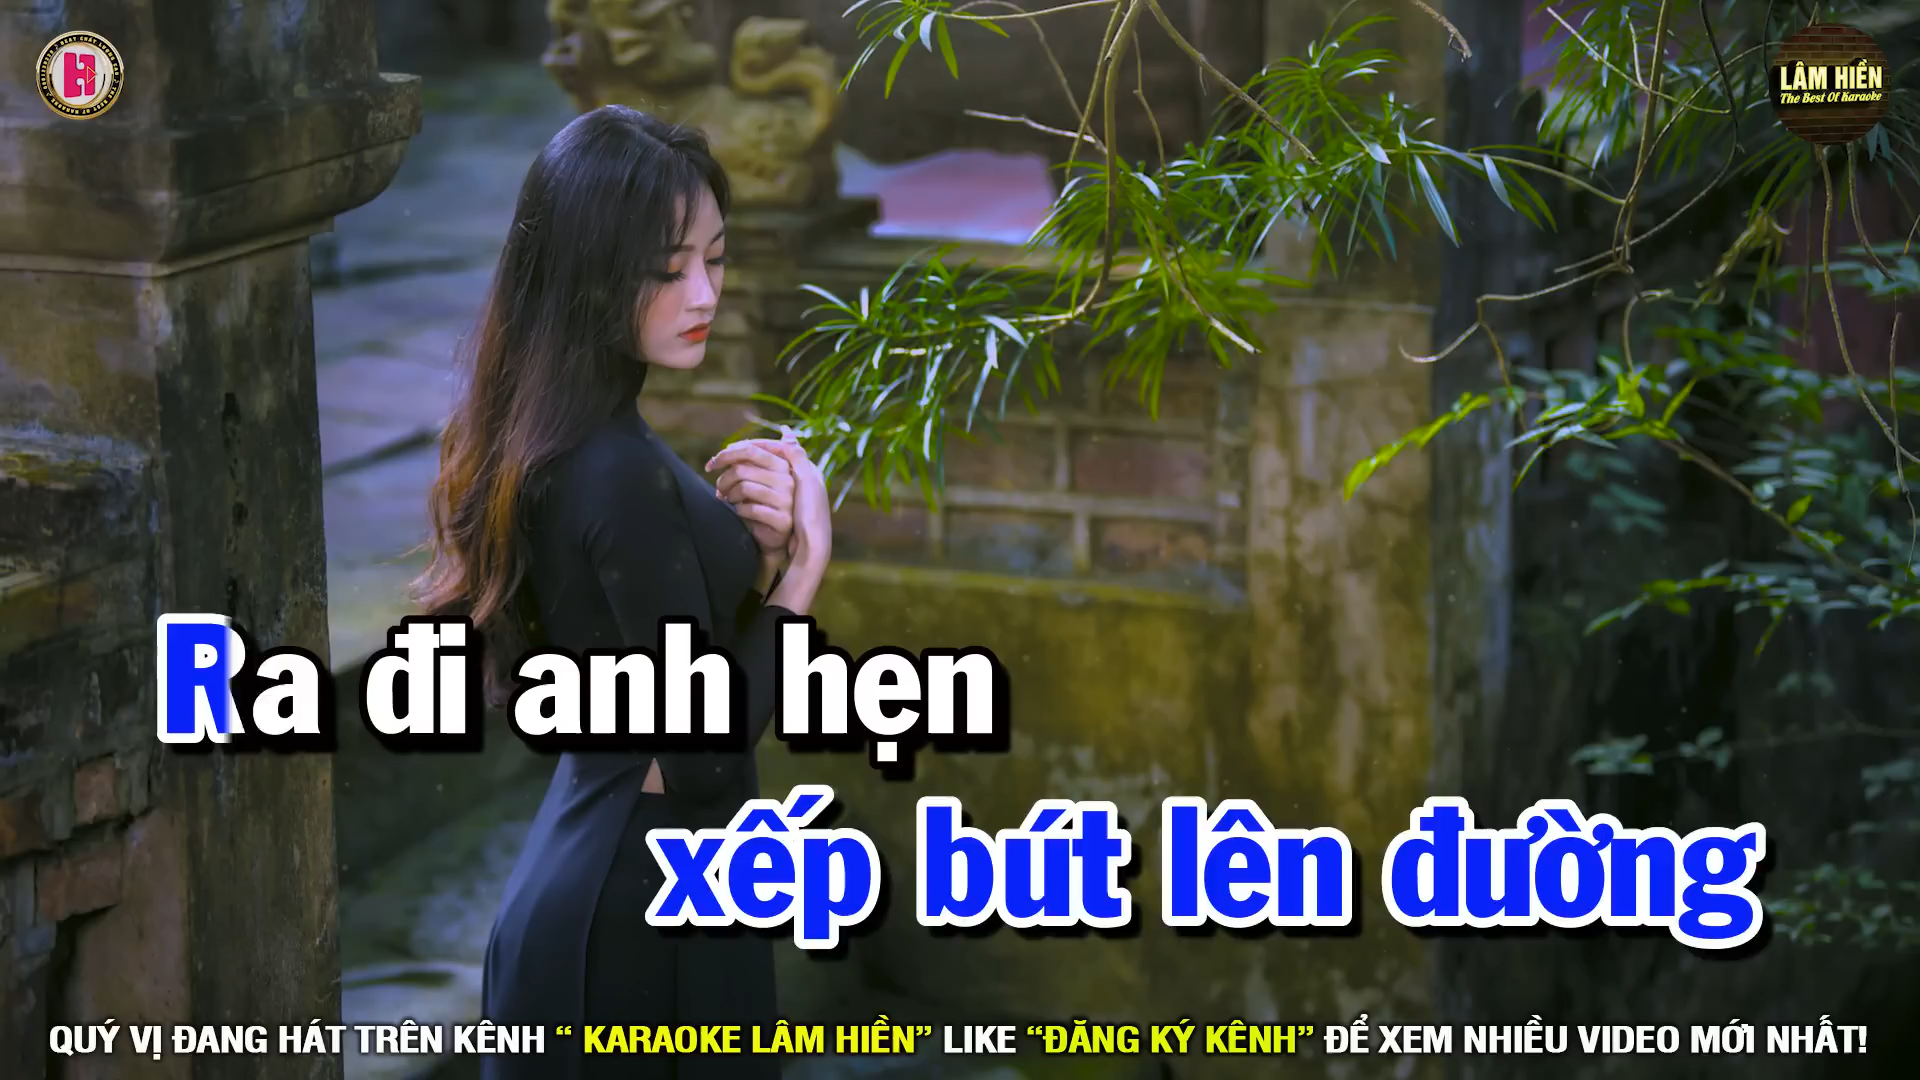 LÂM HIỀN
The Best Of Karaoke
Ra đi anh hẹn
xếp bút lên đường
QUÝ VỊ ĐANG HÁT TRÊN KÊNH “ KARAOKE LÂM HIỀN” LIKE “ĐĂNG KÝ KÊNH” ĐỂ XEM NHIỀU VIDEO MỚI NHẤT!